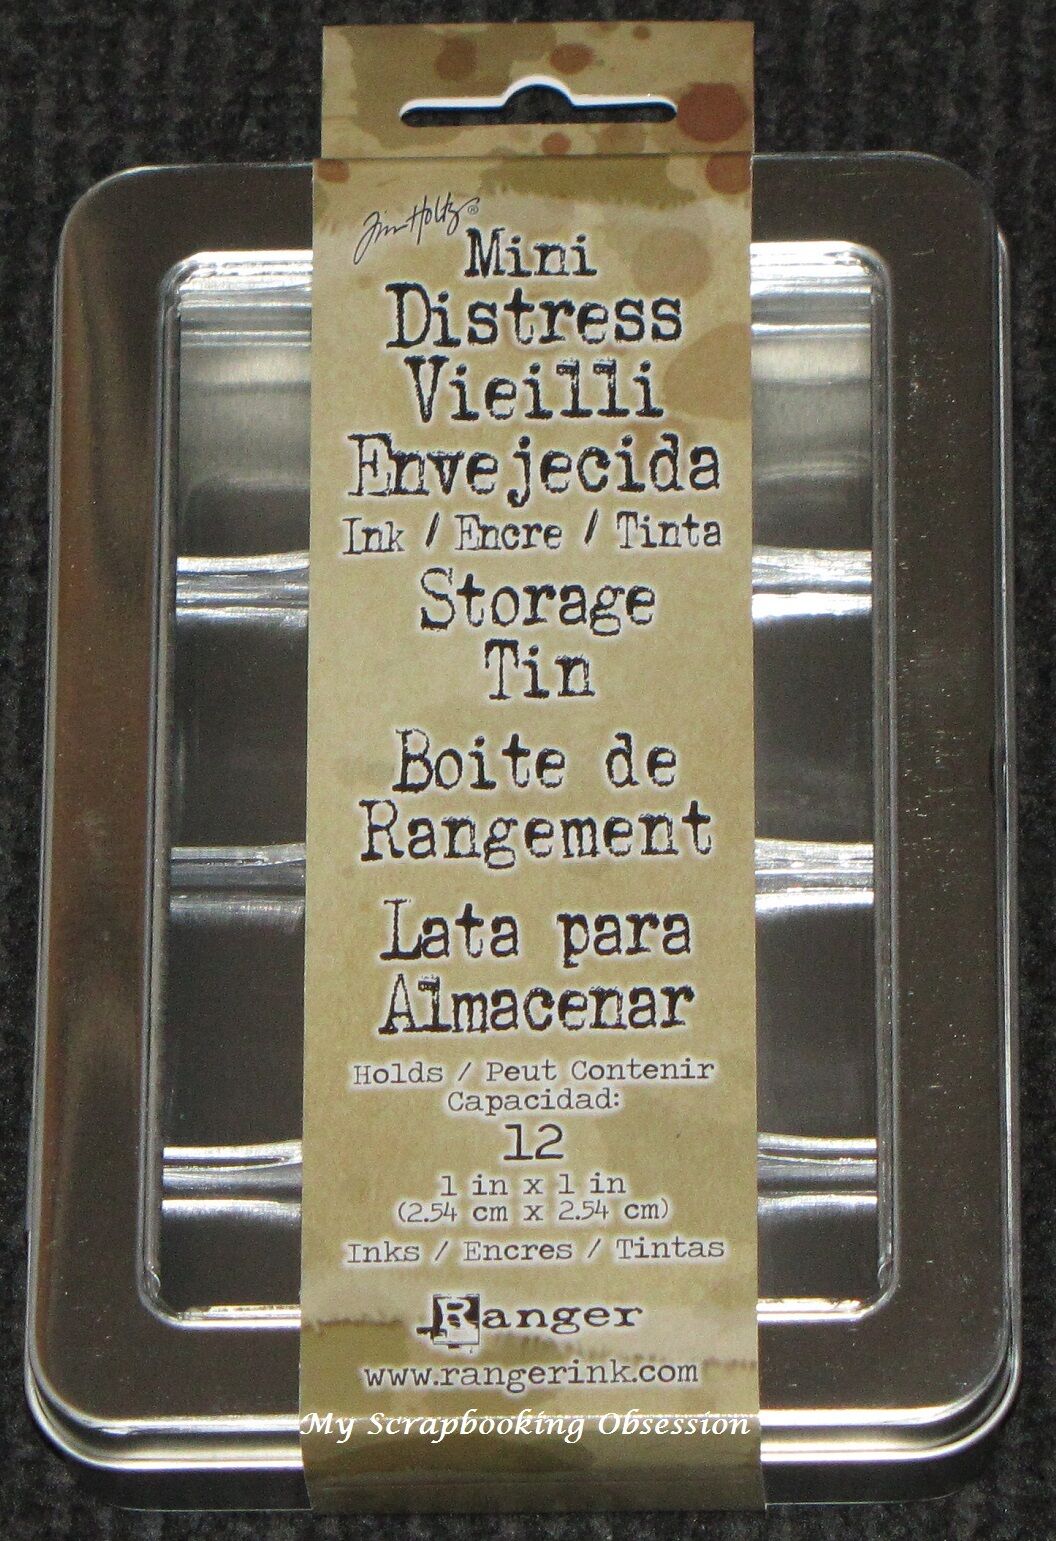 Tim Holtz®
Mini
Distress
Vieilli
Envejecida
Ink / Encre / Tinta
Storage
Tin
Boite de
Rangement
Lata para
Almacenar
Holds / Peut Contenir
Capacidad:
12
1 in x 1 in
(2.54 cm x 2.54 cm)
Inks / Encres / Tintas
Ranger
www.rangerink.com
My Scrapbooking Obsession